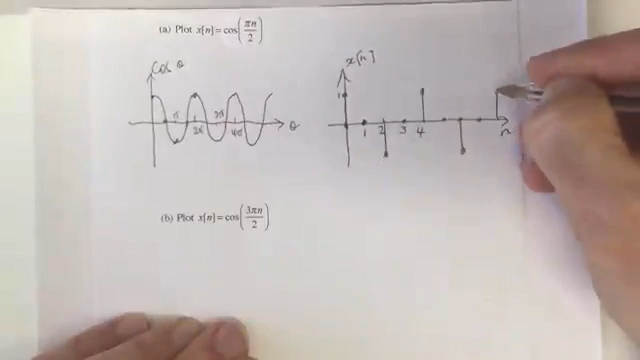 (a) Plot x[n]=cos(πn/2)
Cos θ
x[n]
π 2π 3π 4π θ
1
1 2 3 4 n
(b) Plot x[n]=cos(3πn/2)